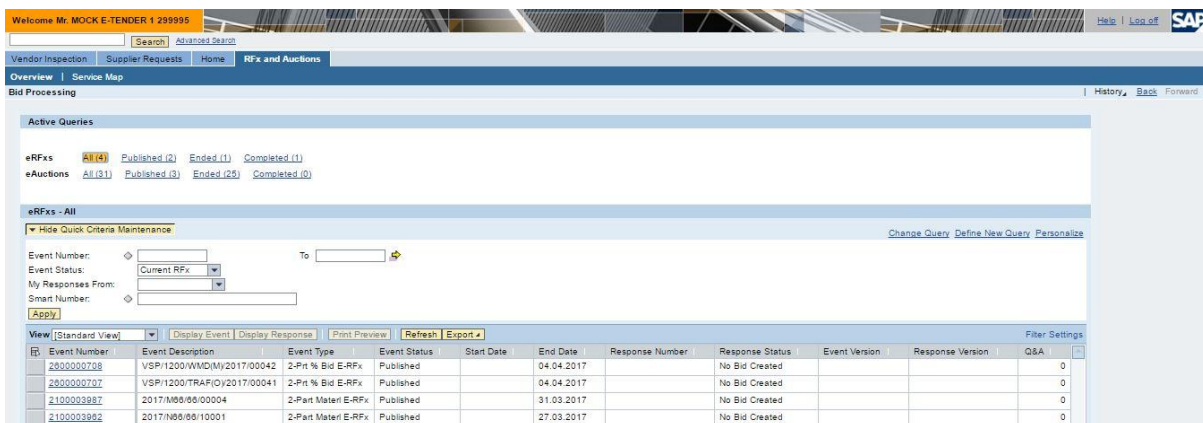 Welcome Mr. MOCK E-TENDER 1 299995 Help | Log off SAP
Search Advanced Search
Vendor Inspection Supplier Requests Home RFx and Auctions
Overview | Service Map
Bid Processing | History Back Forward
Active Queries
eRFxs All (4) Published (2) Ended (1) Completed (1)
eAuctions All (31) Published (3) Ended (25) Completed (0)
eRFxs - All
Hide Quick Criteria Maintenance Change Query Define New Query Personalize
Event Number: To
Event Status: Current RFx
My Responses From:
Smart Number:
Apply
View [Standard View] Display Event Display Response Print Preview Refresh Export Filter Settings
Event Number Event Description Event Type Event Status Start Date End Date Response Number Response Status Event Version Response Version Q&A
2600000708 VSP/1200/WMD(M)/2017/00042 2-Prt % Bid E-RFx Published 04.04.2017 No Bid Created 0
2600000707 VSP/1200/TRAF(O)/2017/00041 2-Prt % Bid E-RFx Published 04.04.2017 No Bid Created 0
2100003987 2017/M66/66/00004 2-Part Materl E-RFx Published 31.03.2017 No Bid Created 0
2100003962 2017/N66/66/10001 2-Part Materl E-RFx Published 27.03.2017 No Bid Created 0